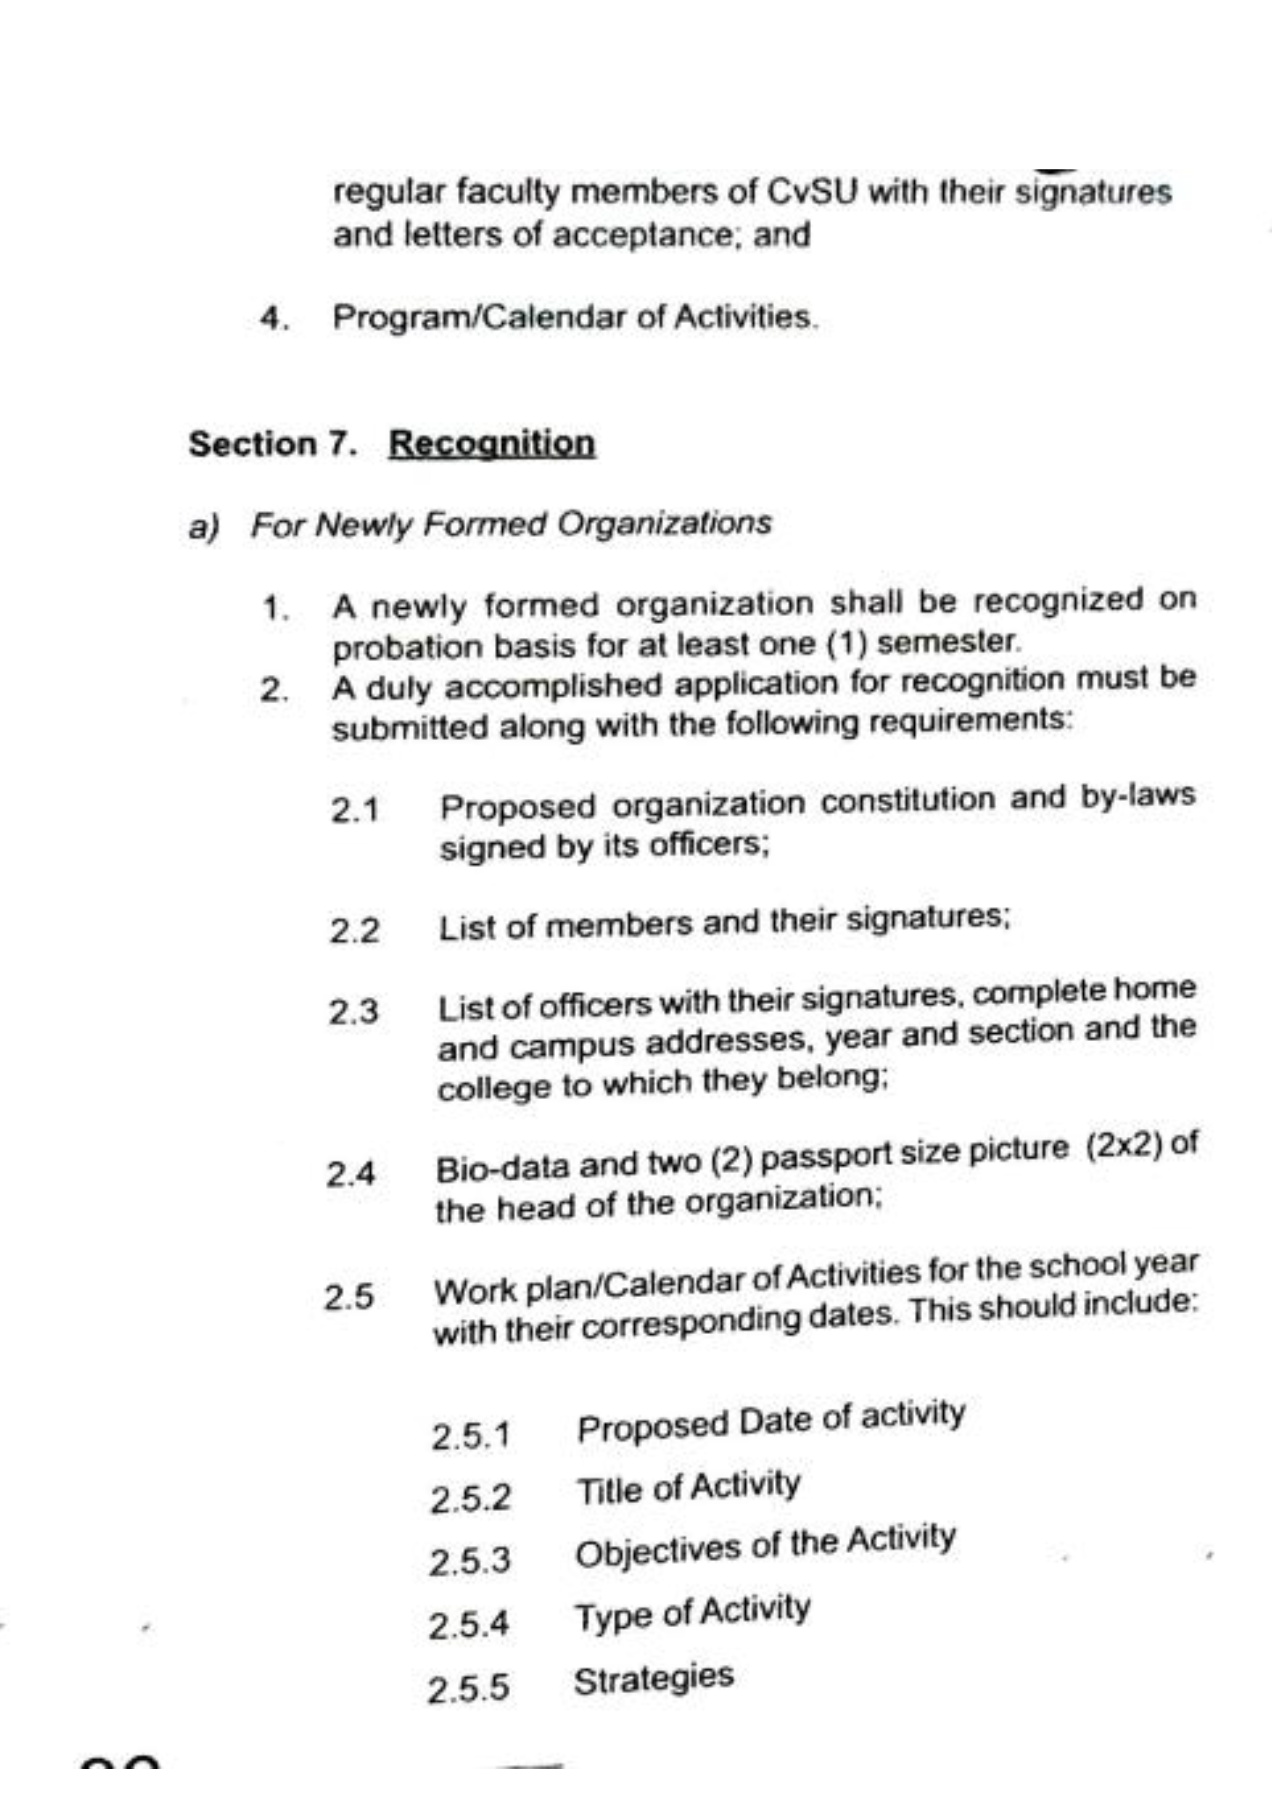 regular faculty members of CvSU with their signatures
and letters of acceptance; and
4. Program/Calendar of Activities.
Section 7. Recognition
a) For Newly Formed Organizations
1. A newly formed organization shall be recognized on
probation basis for at least one (1) semester.
2. A duly accomplished application for recognition must be
submitted along with the following requirements:
2.1 Proposed organization constitution and by-laws
signed by its officers;
2.2 List of members and their signatures;
2.3 List of officers with their signatures, complete home
and campus addresses, year and section and the
college to which they belong;
2.4 Bio-data and two (2) passport size picture (2x2) of
the head of the organization;
2.5 Work plan/Calendar of Activities for the school year
with their corresponding dates. This should include:
2.5.1 Proposed Date of activity
2.5.2 Title of Activity
2.5.3 Objectives of the Activity
2.5.4 Type of Activity
2.5.5 Strategies